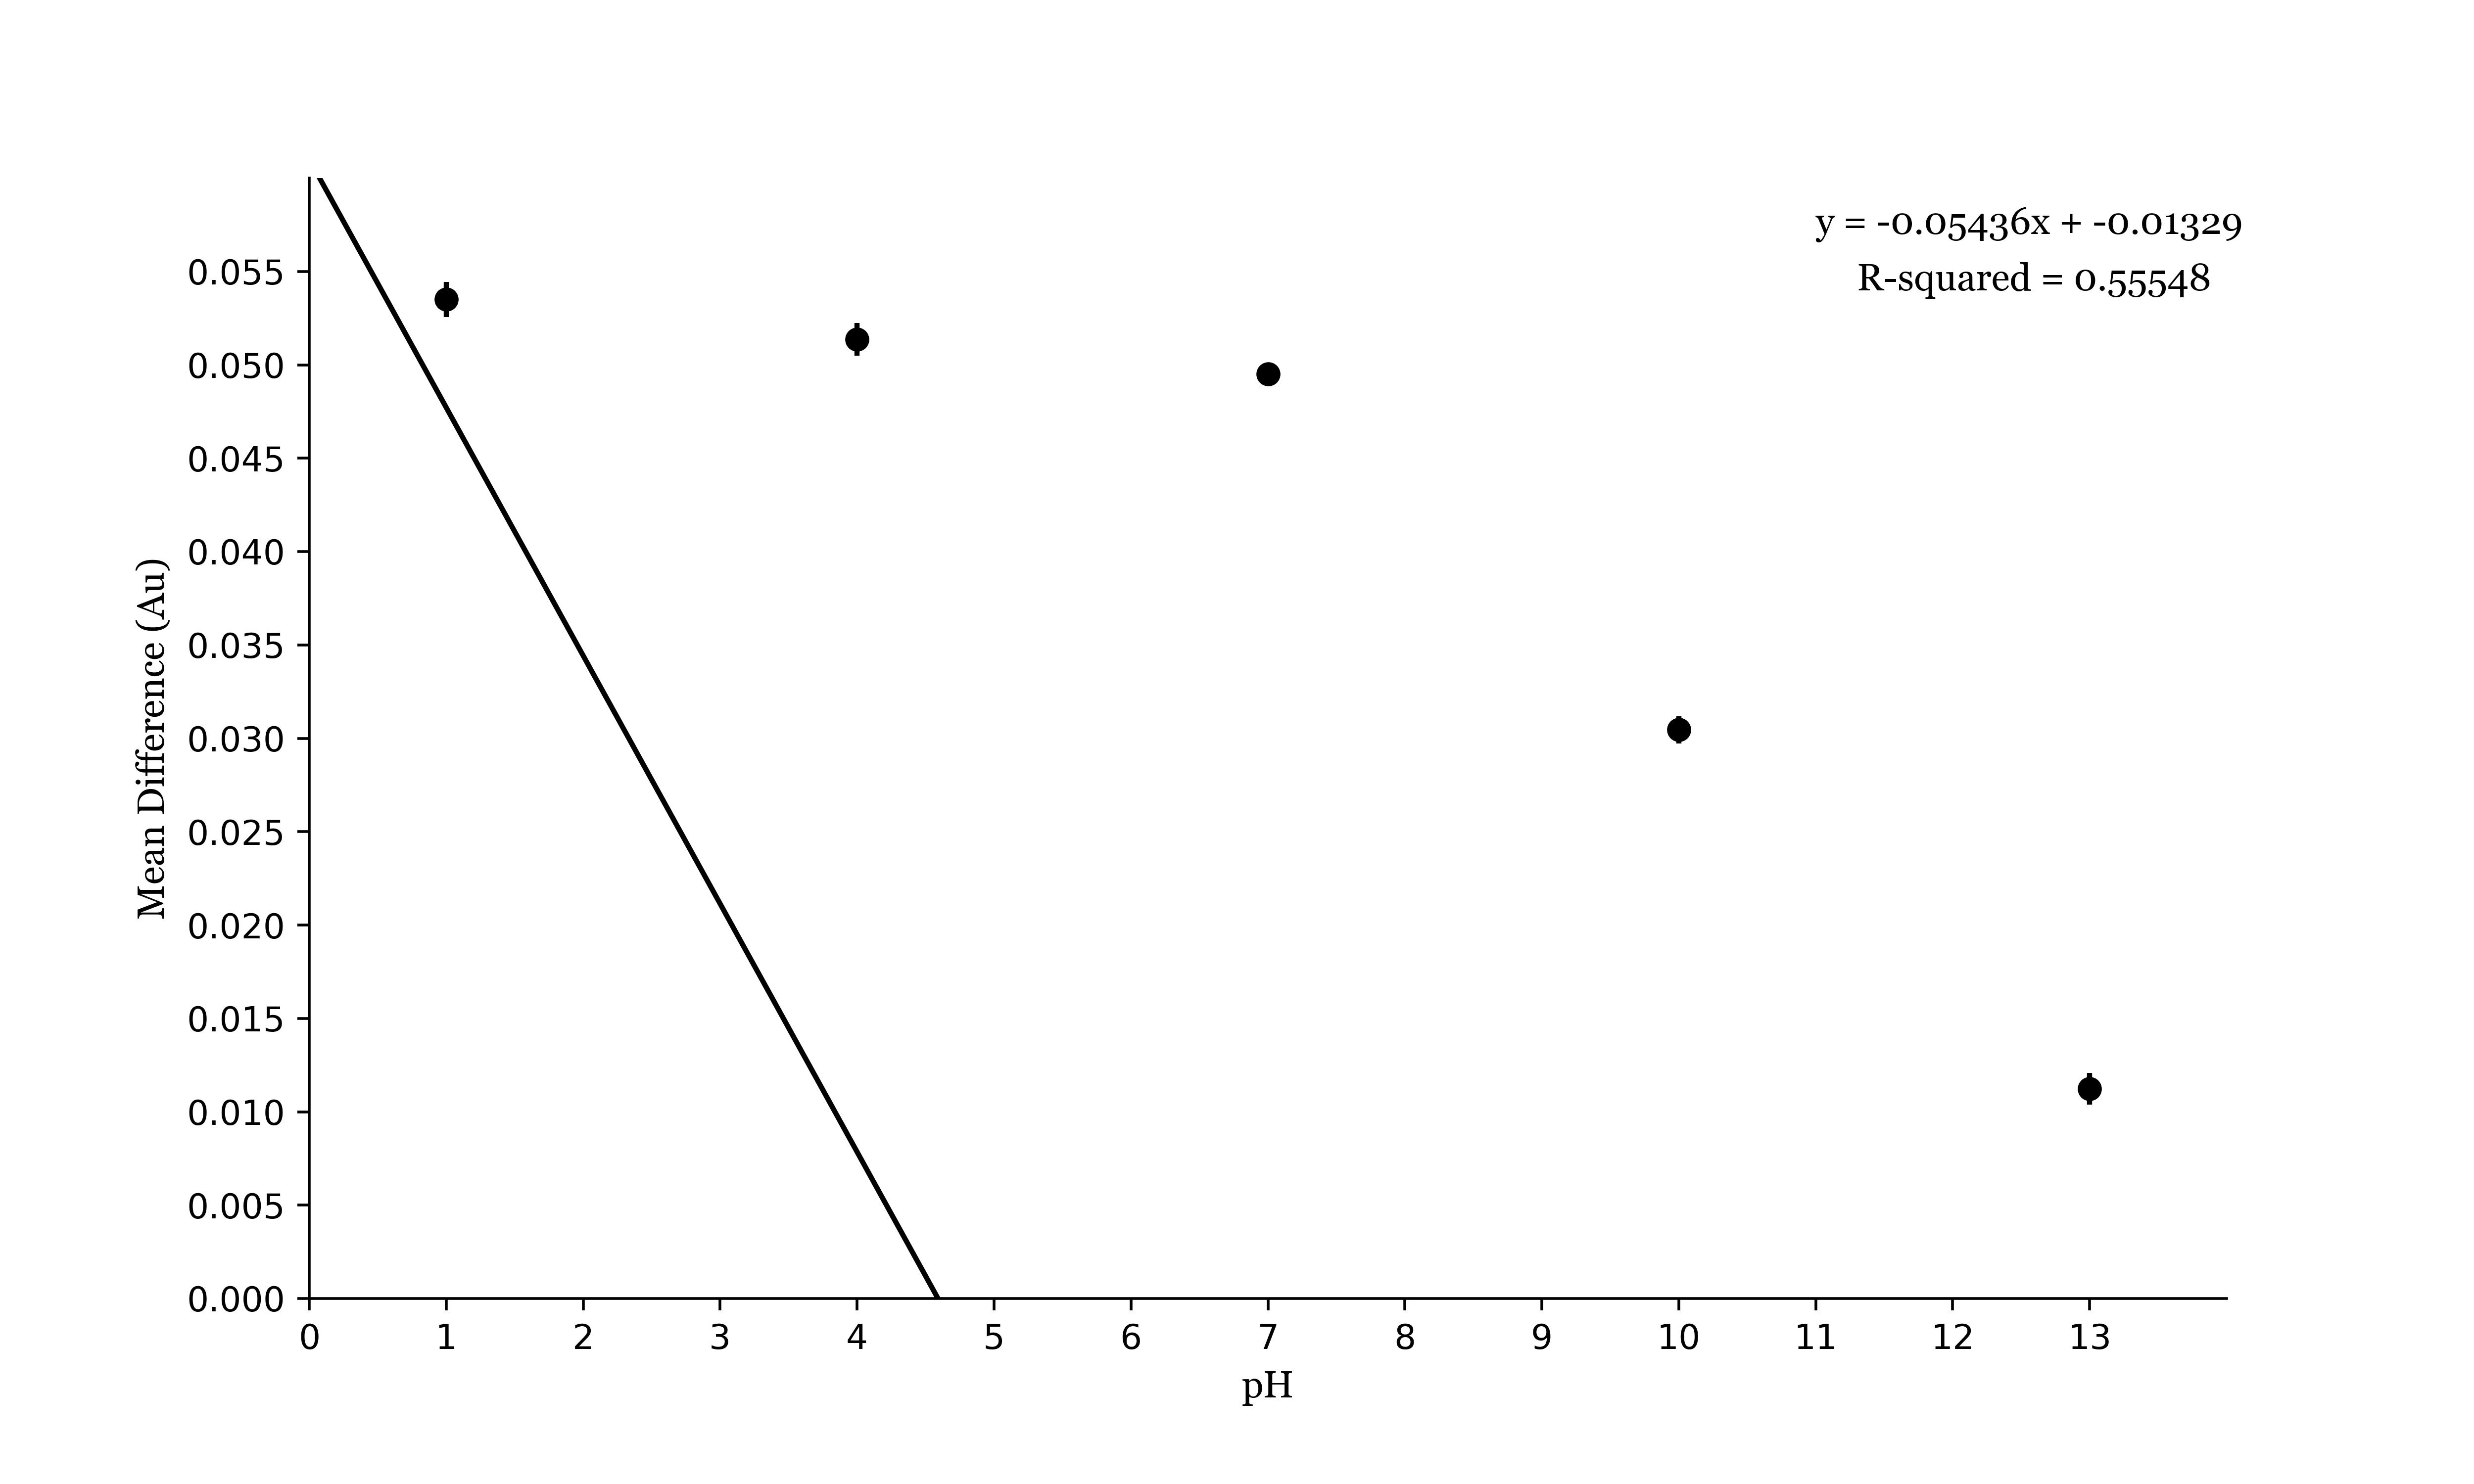 y = -0.05436x + -0.01329
R-squared = 0.55548
0.055
0.050
0.045
0.040
0.035
0.030
0.025
0.020
0.015
0.010
0.005
0.000
Mean Difference (Au)
0 1 2 3 4 5 6 7 8 9 10 11 12 13
pH